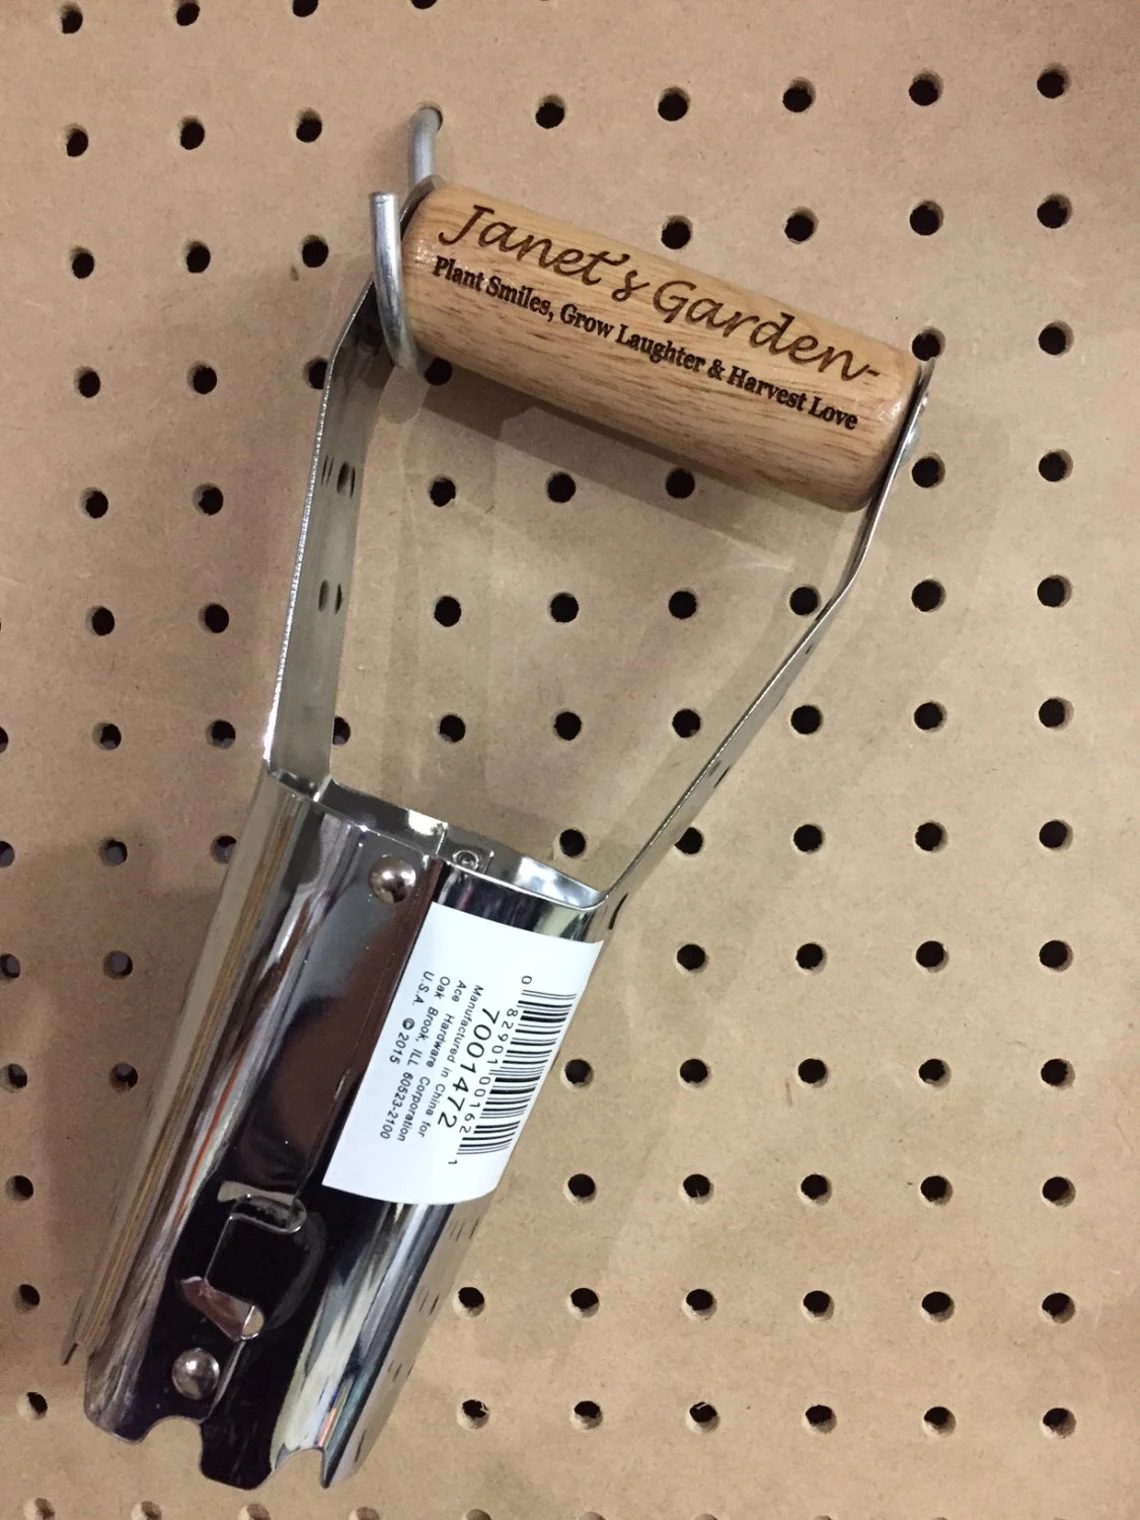 Janet's Garden
Plant Smiles, Grow Laughter & Harvest Love
0 82901 00162 1
7001472
Manufactured in China for
Ace Hardware Corporation
Oak Brook, ILL 60523-2100
U.S.A. © 2015